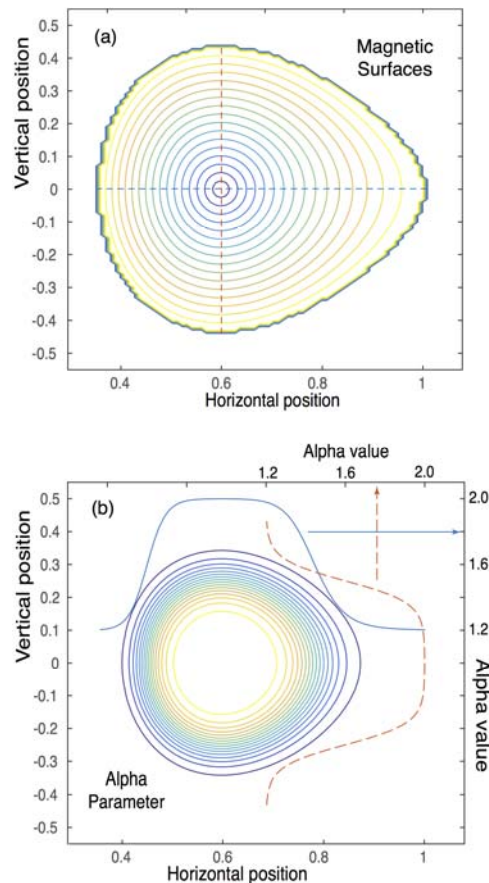 (a)
Magnetic
Surfaces
Vertical position
0.5
0.4
0.3
0.2
0.1
0
-0.1
-0.2
-0.3
-0.4
-0.5
0.4 0.6 0.8 1
Horizontal position
Alpha value
1.2 1.6 2.0
(b)
Vertical position
0.5
0.4
0.3
0.2
0.1
0
-0.1
-0.2
-0.3
-0.4
-0.5
2.0
1.6
1.2
Alpha value
Alpha
Parameter
0.4 0.6 0.8 1
Horizontal position